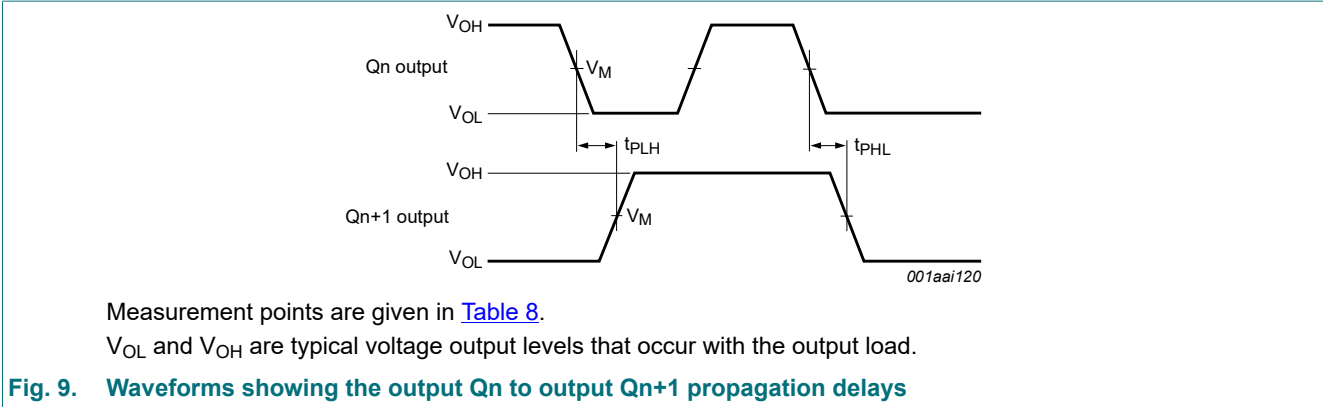 VOH
Qn output
VM
VOL
tPLH
tPHL
VOH
Qn+1 output
VM
VOL
001aai120
Measurement points are given in Table 8.
VOL and VOH are typical voltage output levels that occur with the output load.
Fig. 9. Waveforms showing the output Qn to output Qn+1 propagation delays